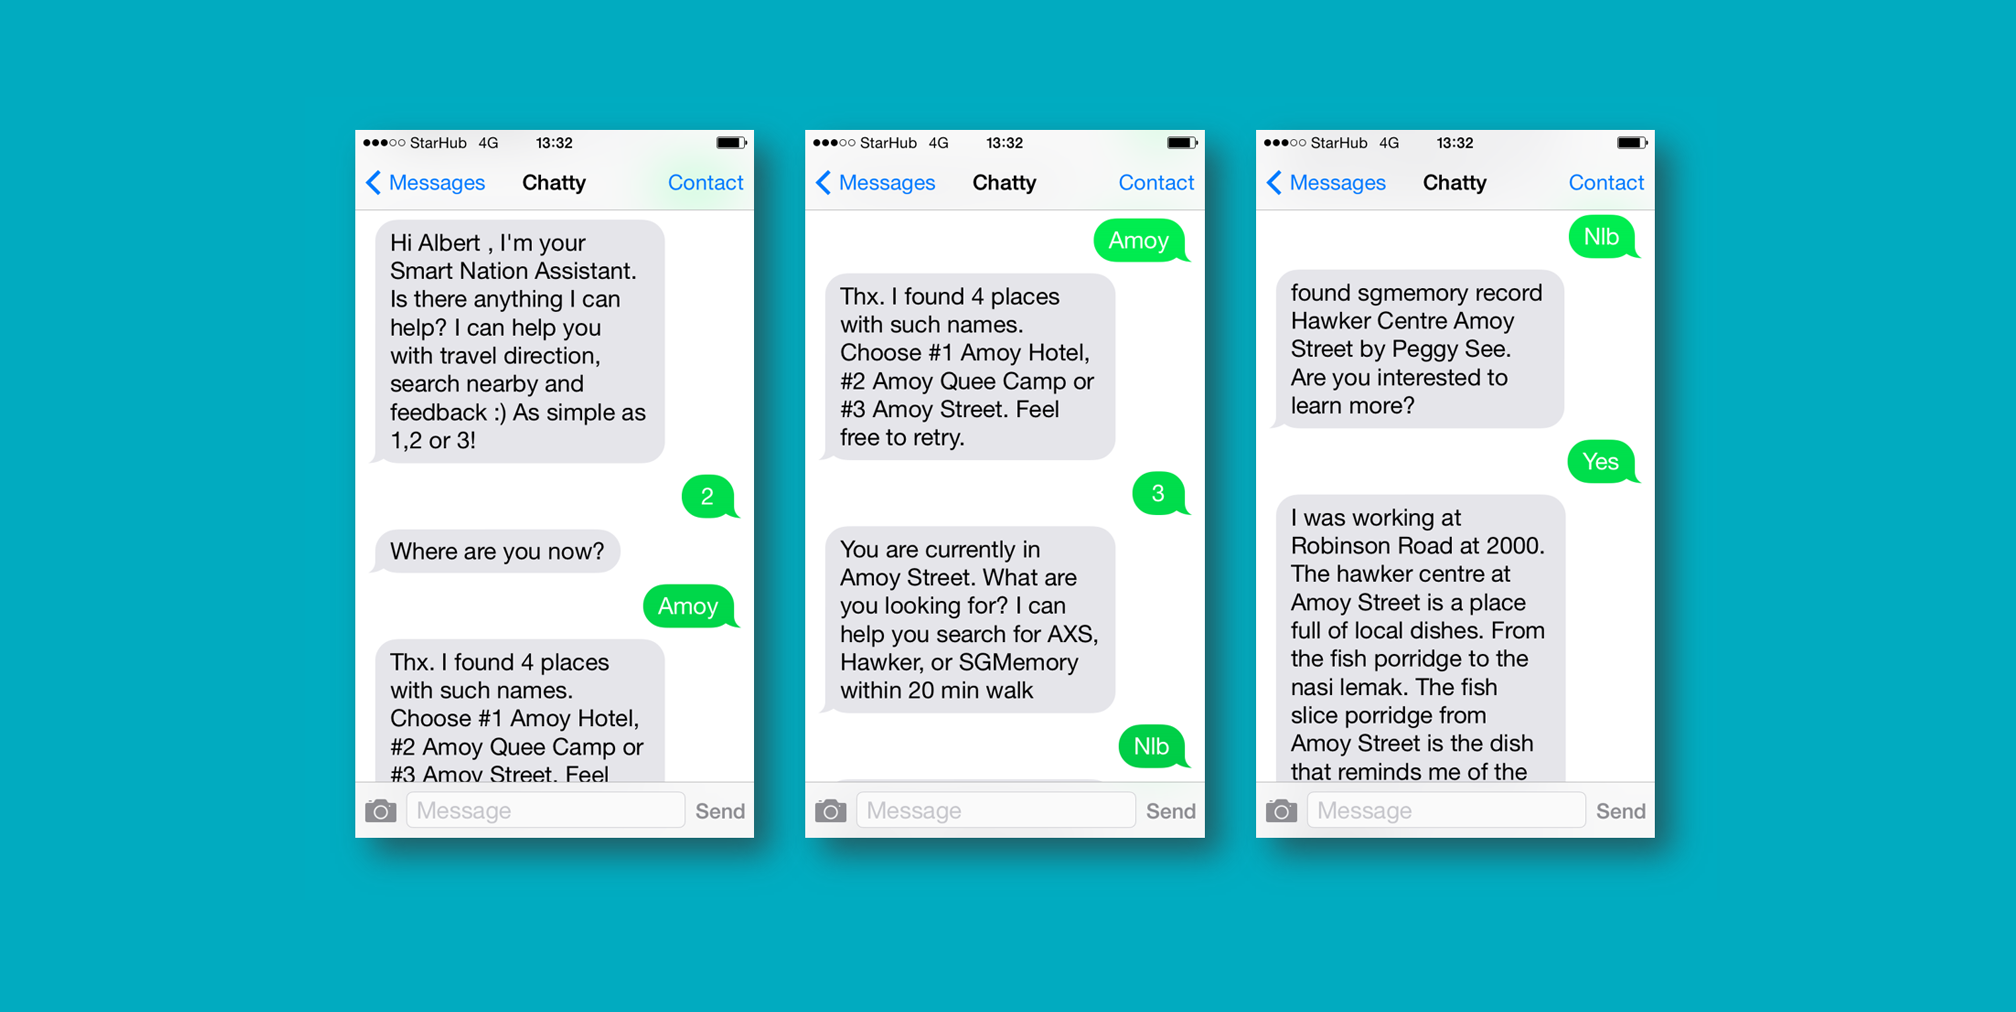 StarHub 4G 13:32
Messages Chatty Contact
Hi Albert , I'm your
Smart Nation Assistant.
Is there anything I can
help? I can help you
with travel direction,
search nearby and
feedback :) As simple as
1,2 or 3!
2
Where are you now?
Amoy
Thx. I found 4 places
with such names.
Choose #1 Amoy Hotel,
#2 Amoy Quee Camp or
#3 Amoy Street. Feel
Message Send
StarHub 4G 13:32
Messages Chatty Contact
Amoy
Thx. I found 4 places
with such names.
Choose #1 Amoy Hotel,
#2 Amoy Quee Camp or
#3 Amoy Street. Feel
free to retry.
3
You are currently in
Amoy Street. What are
you looking for? I can
help you search for AXS,
Hawker, or SGMemory
within 20 min walk
Nlb
Message Send
StarHub 4G 13:32
Messages Chatty Contact
Nlb
found sgmemory record
Hawker Centre Amoy
Street by Peggy See.
Are you interested to
learn more?
Yes
I was working at
Robinson Road at 2000.
The hawker centre at
Amoy Street is a place
full of local dishes. From
the fish porridge to the
nasi lemak. The fish
slice porridge from
Amoy Street is the dish
that reminds me of the
Message Send